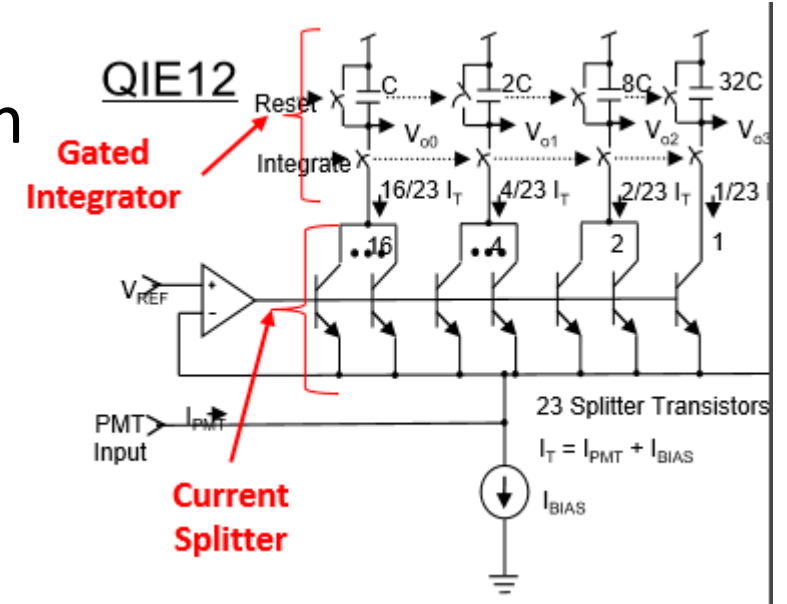 n
QIE12
Reset
C
2C
8C
32C
Gated
Integrator
Vo0
Vo1
Vo2
Vo3
Integrate
16/23 IT
4/23 IT
2/23 IT
1/23 I
16
4
2
1
VREF
+
-
PMT
Input
IPMT
23 Splitter Transistors
IT = IPMT + IBIAS
IBIAS
Current
Splitter